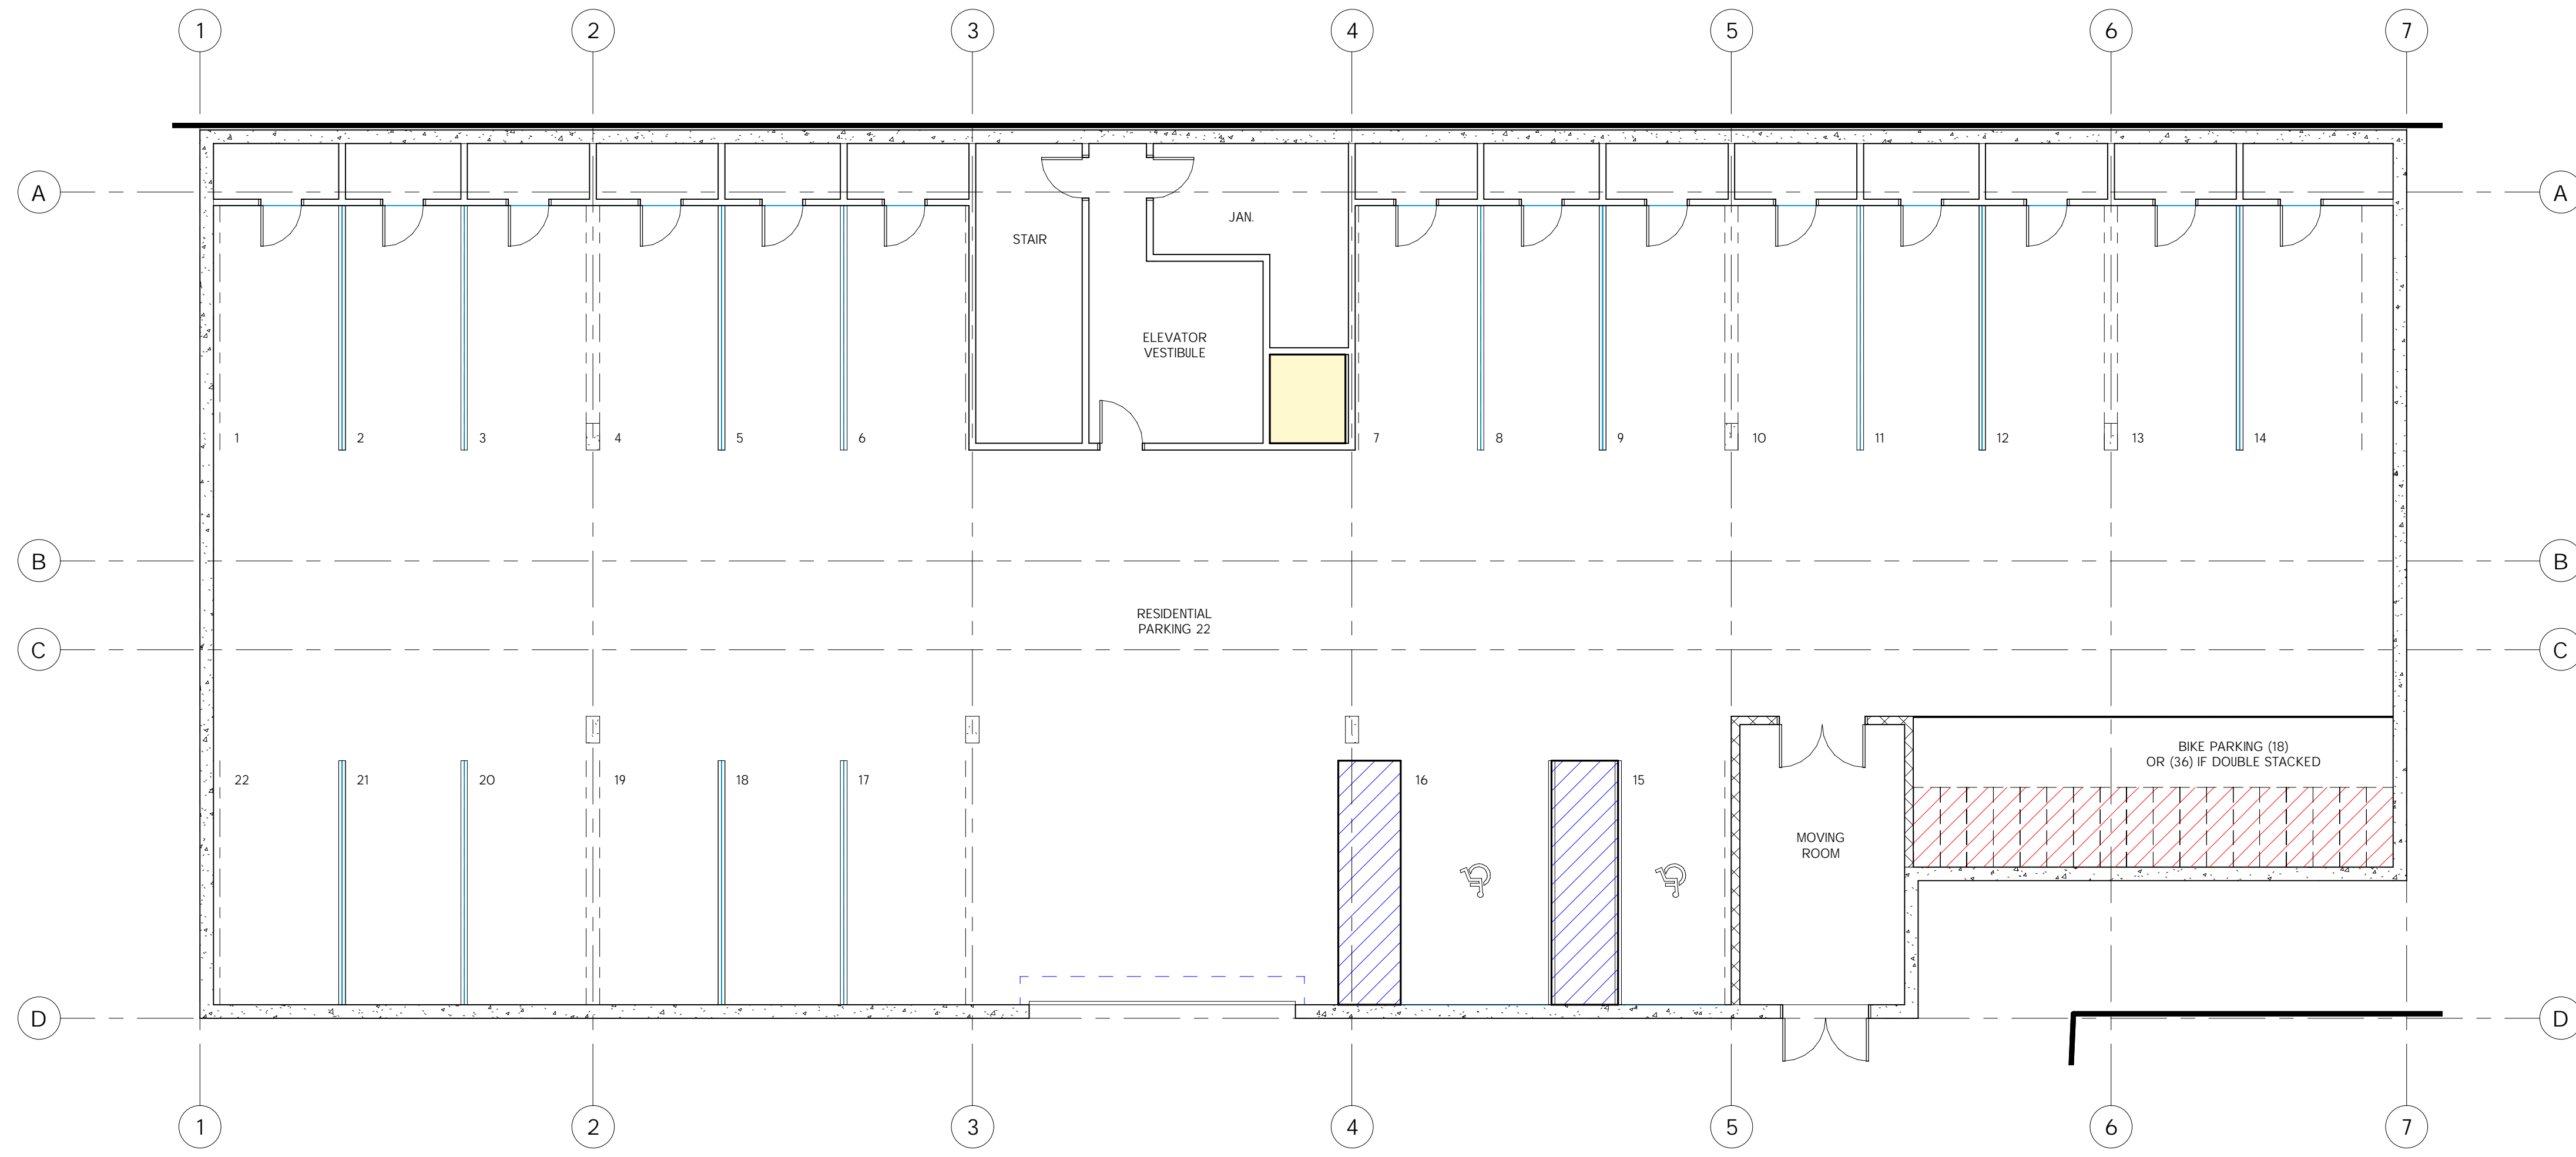 1 2 3 4 5 6 7
A A
JAN.
STAIR
ELEVATOR
VESTIBULE
1 2 3 4 5 6 7 8 9 10 11 12 13 14
B B
RESIDENTIAL
PARKING 22
C C
BIKE PARKING (18)
OR (36) IF DOUBLE STACKED
22 21 20 19 18 17 16 15
MOVING
ROOM
D D
1 2 3 4 5 6 7